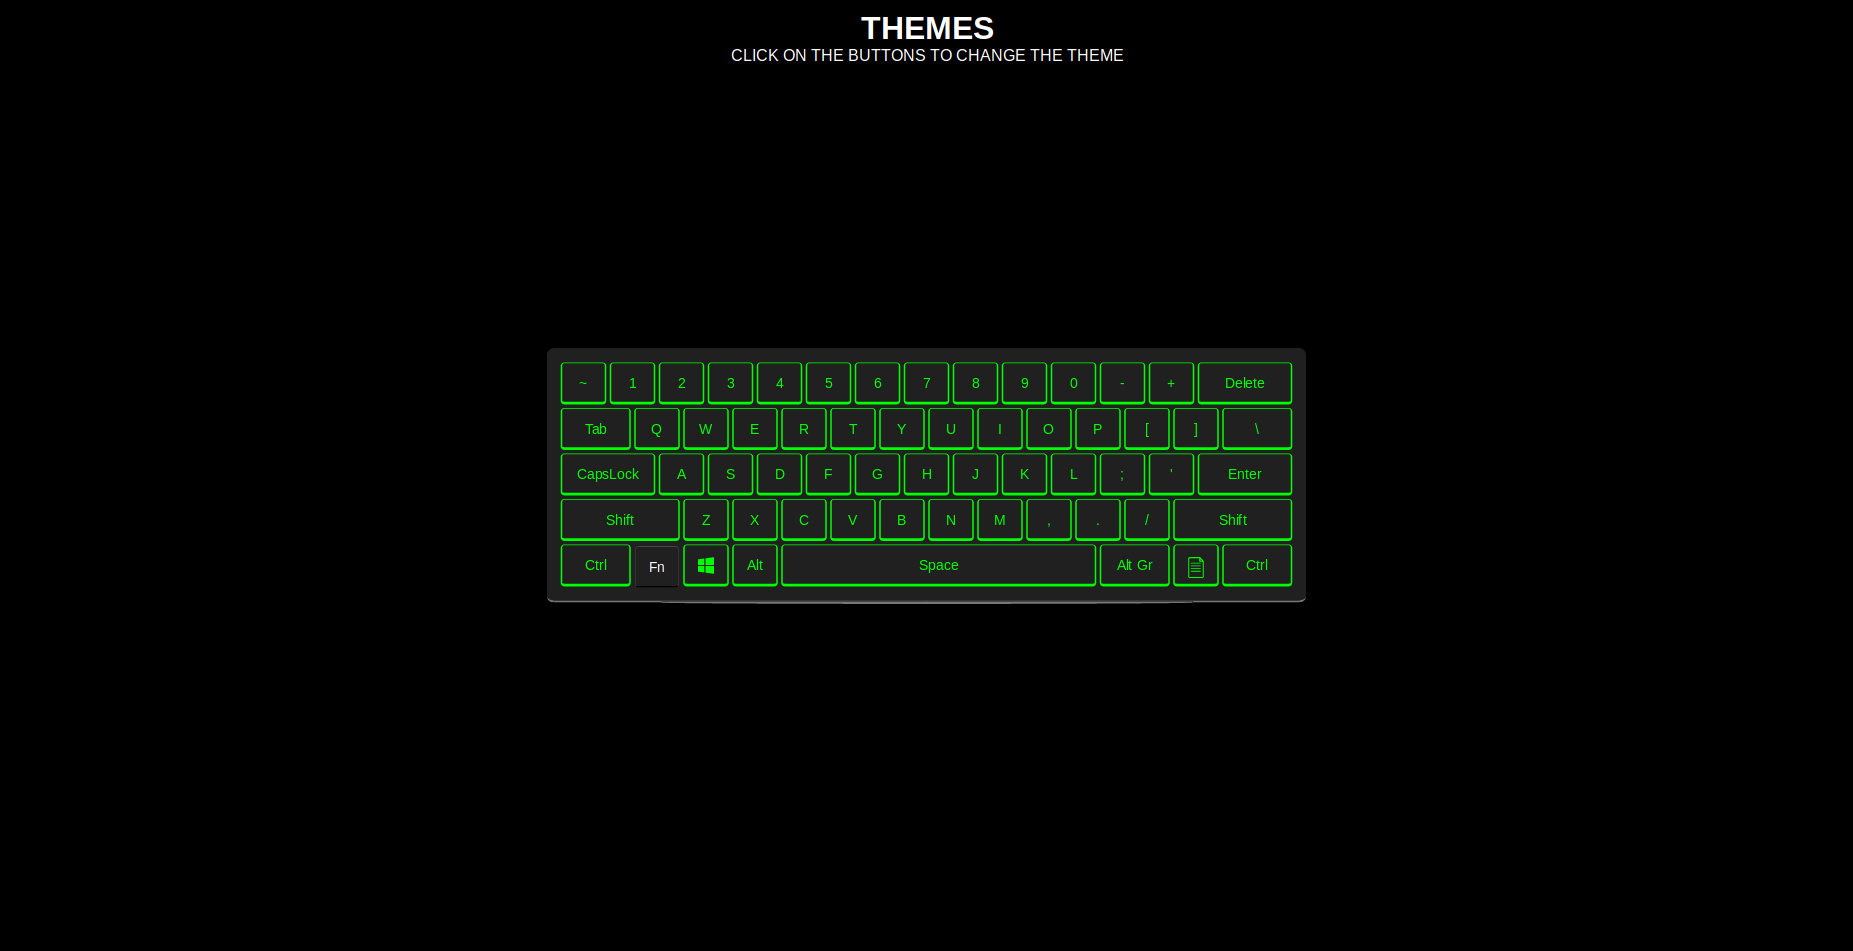 THEMES
CLICK ON THE BUTTONS TO CHANGE THE THEME
~ 1 2 3 4 5 6 7 8 9 0 - + Delete
Tab Q W E R T Y U I O P [ ] \
CapsLock A S D F G H J K L ; ' Enter
Shift Z X C V B N M , . / Shift
Ctrl Fn Alt Space Alt Gr Ctrl